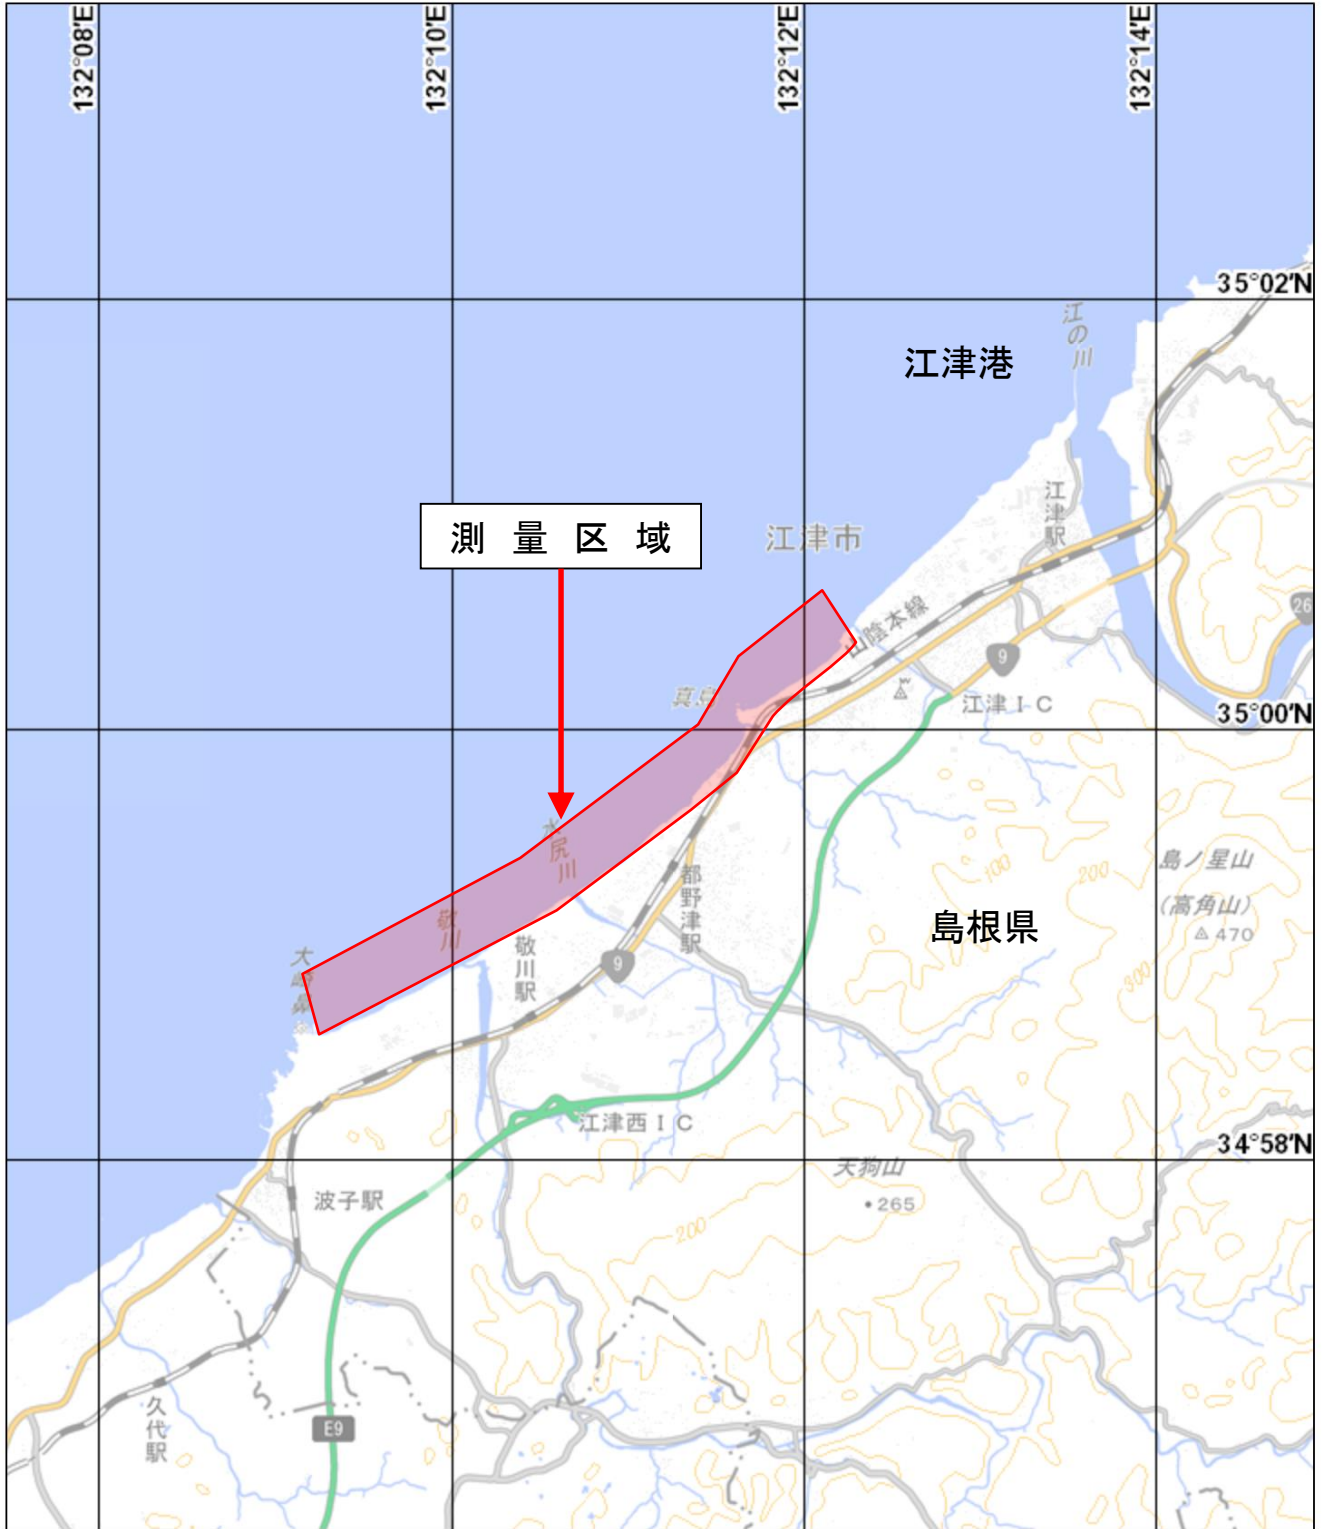 132°08′E
132°10′E
132°12′E
132°14′E
35°02′N
江の川
江津港
江津駅
測量区域
江津市
山陰本線
26
9
真島
江津IC
35°00′N
水尻川
島ノ星山
(高角山)
470
100
200
都野津駅
敬川
敬川駅
島根県
大崎鼻
9
300
江津西IC
34°58′N
天狗山
265
波子駅
200
久代駅
E9